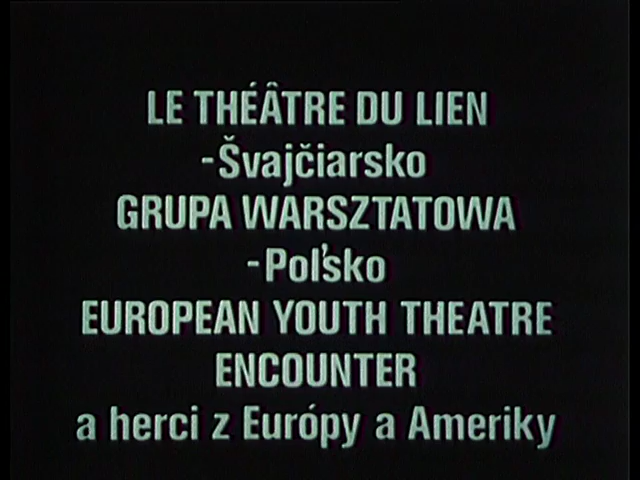 LE THÉÂTRE DU LIEN
-Švajčiarsko
GRUPA WARSZTATOWA
-Poľsko
EUROPEAN YOUTH THEATRE
ENCOUNTER
a herci z Európy a Ameriky